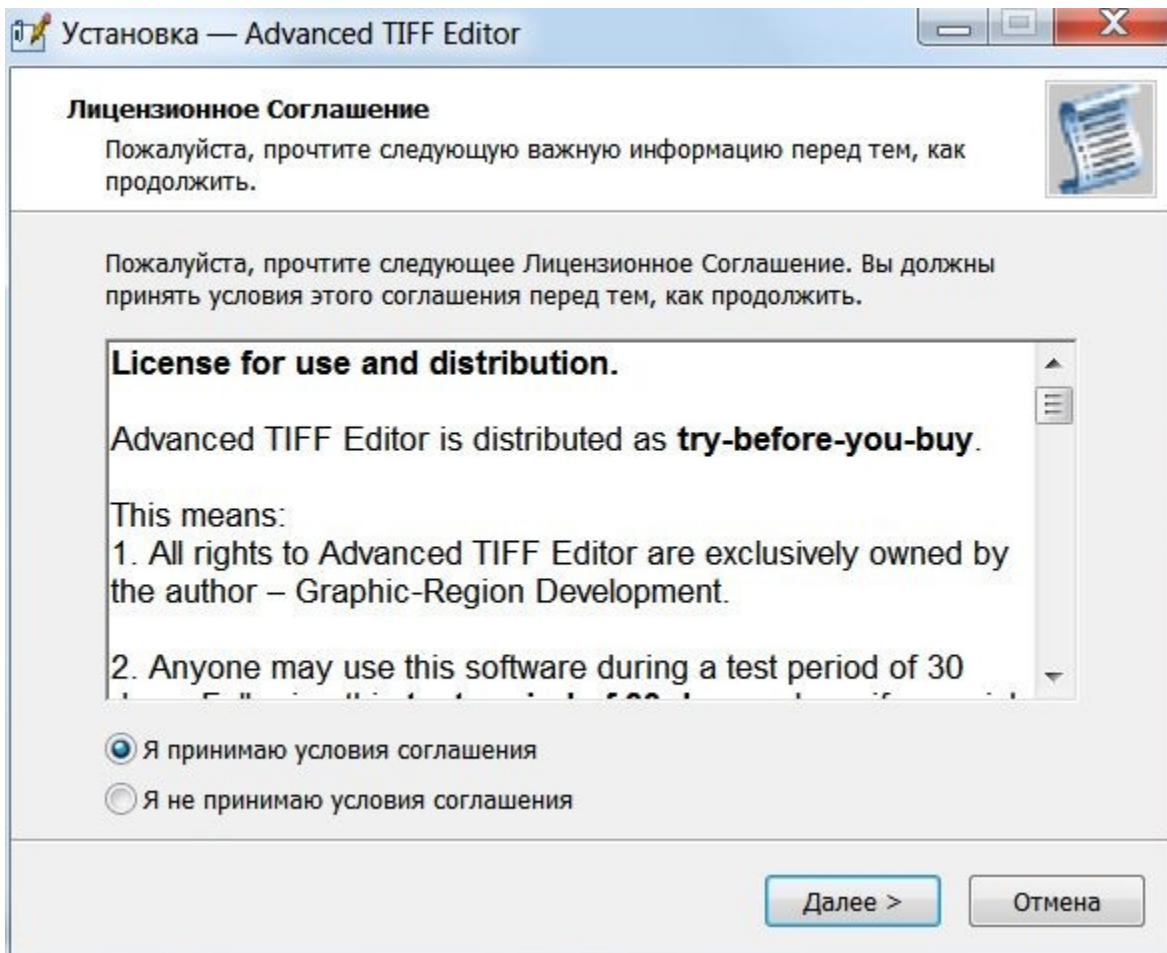 Установка — Advanced TIFF Editor
Лицензионное Соглашение
Пожалуйста, прочтите следующую важную информацию перед тем, как
продолжить.
Пожалуйста, прочтите следующее Лицензионное Соглашение. Вы должны
принять условия этого соглашения перед тем, как продолжить.
License for use and distribution.
Advanced TIFF Editor is distributed as try-before-you-buy.
This means:
1. All rights to Advanced TIFF Editor are exclusively owned by
the author – Graphic-Region Development.
2. Anyone may use this software during a test period of 30
Я принимаю условия соглашения
Я не принимаю условия соглашения
Далее >
Отмена